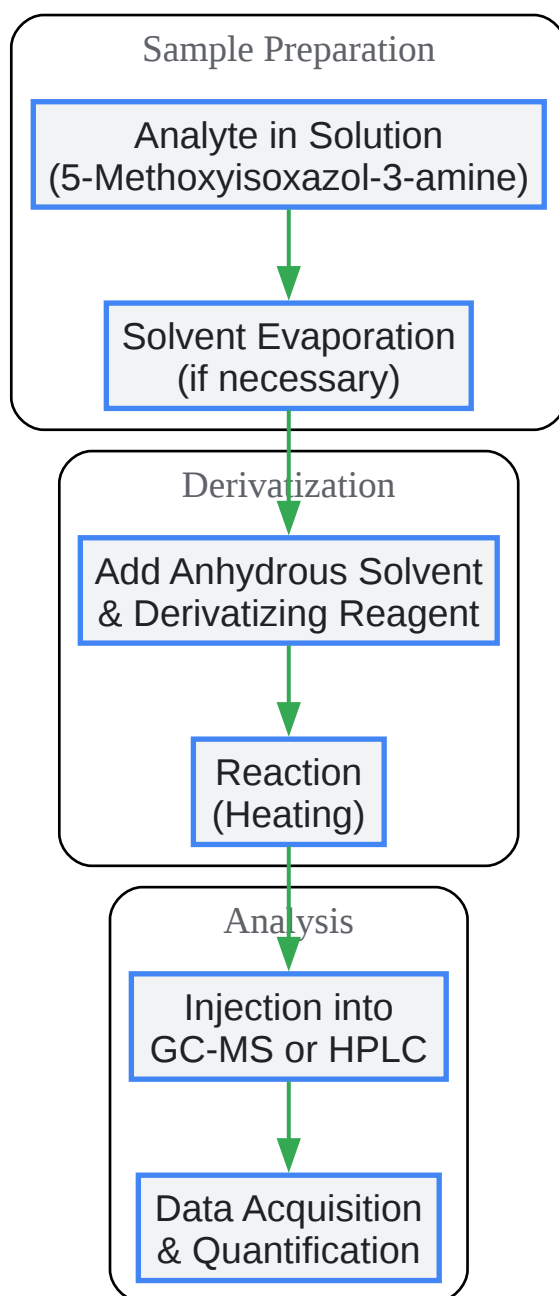 Sample Preparation
Analyte in Solution
(5-Methoxyisoxazol-3-amine)
Solvent Evaporation
(if necessary)
Derivatization
Add Anhydrous Solvent
& Derivatizing Reagent
Reaction
(Heating)
Analysis
Injection into
GC-MS or HPLC
Data Acquisition
& Quantification